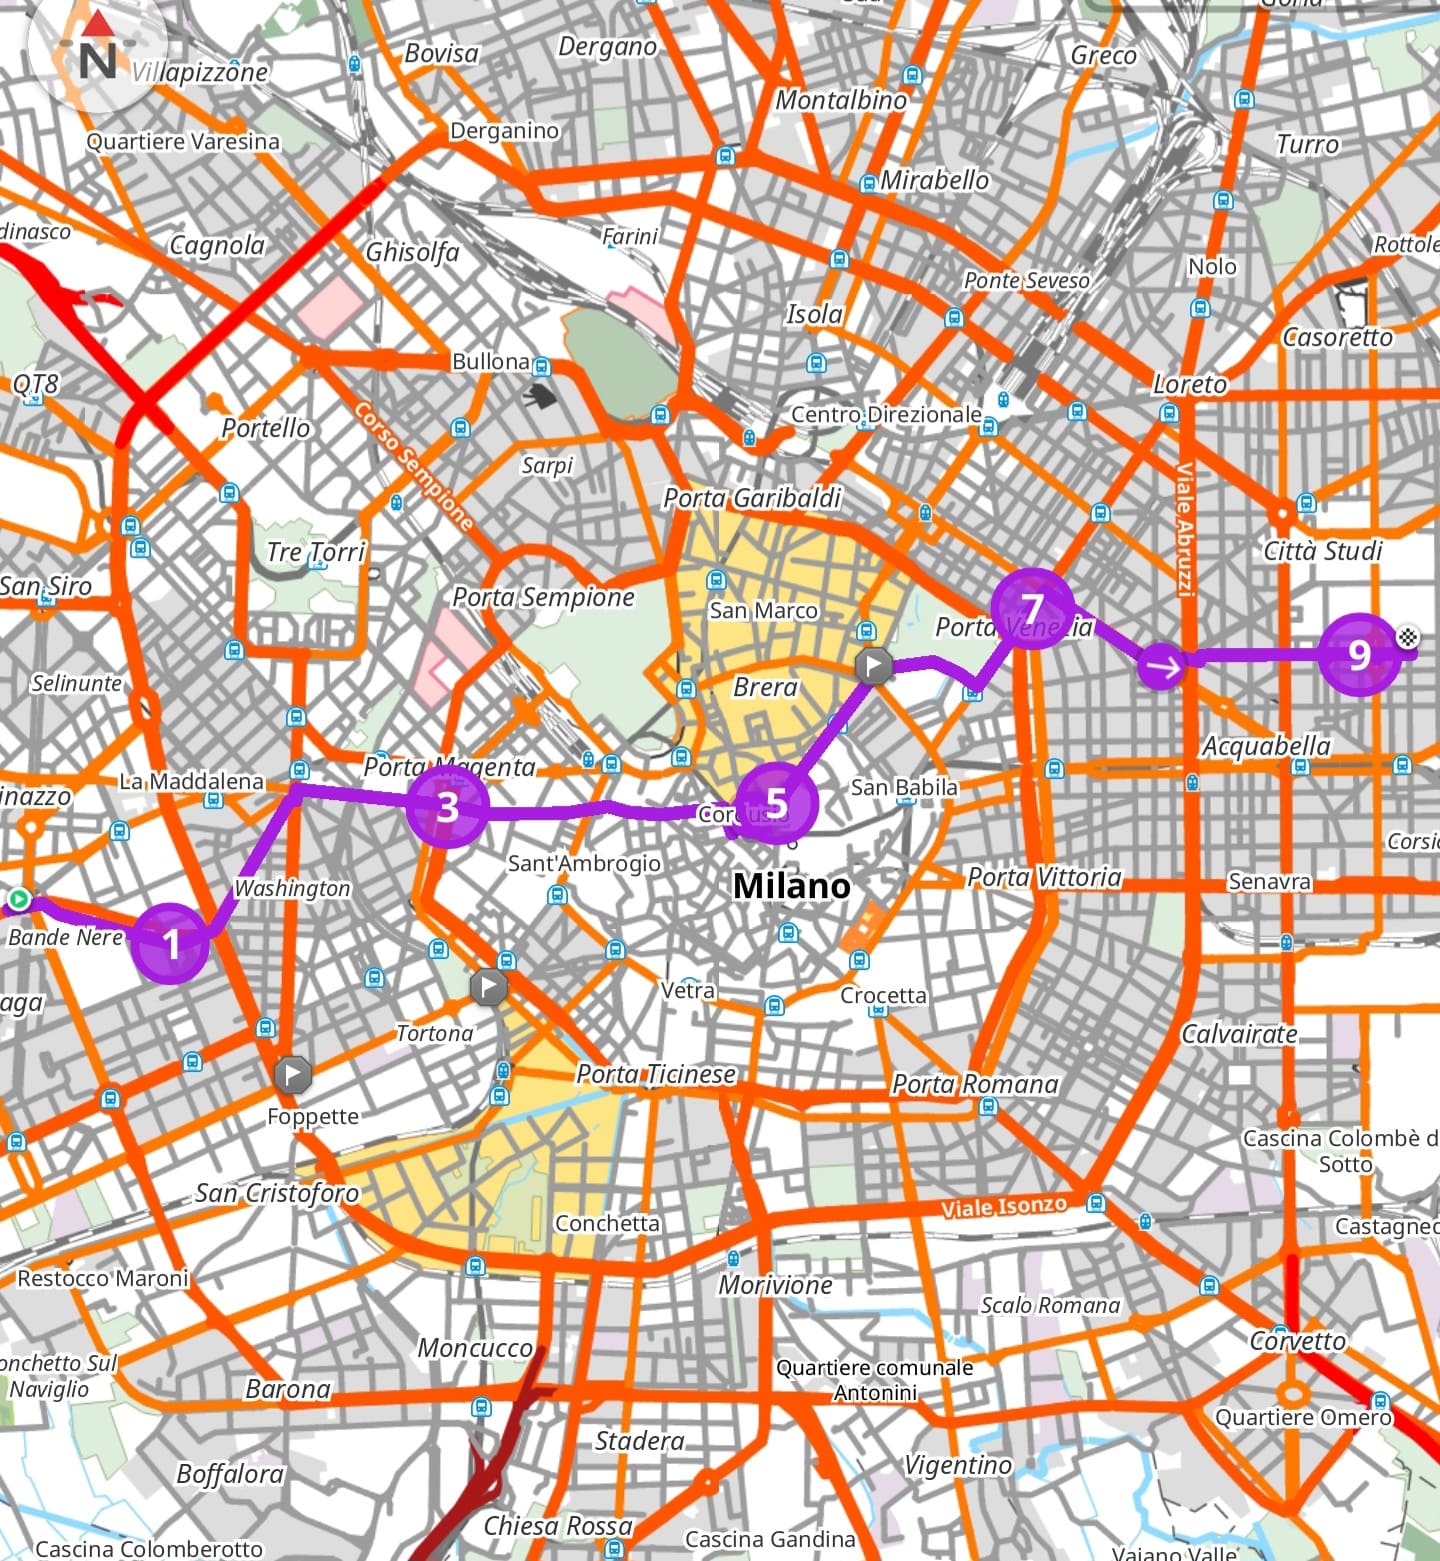 Goria
N
Villapizzone
Bovisa
Dergano
Greco
Montalbino
Quartiere Varesina
Derganino
Turro
Mirabello
dinasco
Cagnola
Ghisolfa
Farini
Rottole
Nolo
Ponte Seveso
Isola
Casoretto
Bullona
QT8
Loreto
Portello
Corso Sempione
Centro Direzionale
Sarpi
Porta Garibaldi
Viale Abruzzi
Tre Torri
Città Studi
San Siro
Porta Sempione
San Marco
7
Porta Venezia
9
Selinunte
Brera
Acquabella
Porta Magenta
La Maddalena
inazzo
San Babila
3
5
Cordusio
Corsic
Sant'Ambrogio
Washington
Milano
Porta Vittoria
Senavra
Bande Nere
1
aga
Vetra
Crocetta
Tortona
Calvairate
Porta Ticinese
Porta Romana
Foppette
Cascina Colombè d
Sotto
San Cristoforo
Viale Isonzo
Conchetta
Castagned
Restocco Maroni
Morivione
Scalo Romana
Moncucco
Corvetto
onchetto Sul
Naviglio
Barona
Quartiere comunale
Antonini
Quartiere Omero
Stadera
Boffalora
Vigentino
Chiesa Rossa
Cascina Gandina
Cascina Colomberotto
Vaiano Valle